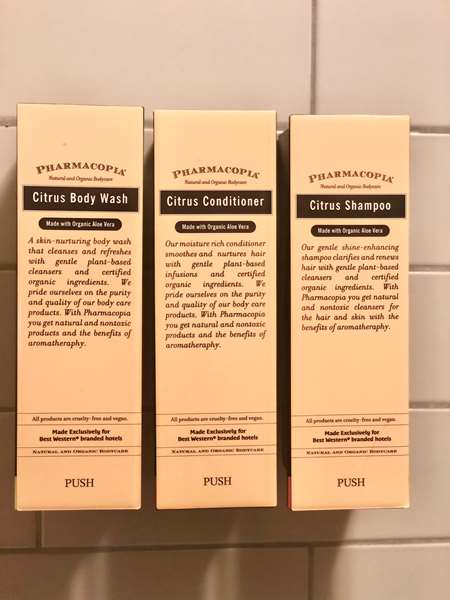 PHARMACOPIA®
Natural and Organic Bodycare
Citrus Body Wash
Made with Organic Aloe Vera
A skin-nurturing body wash
that cleanses and refreshes
with gentle plant-based
cleansers and certified
organic ingredients. We
pride ourselves on the purity
and quality of our body care
products. With Pharmacopia
you get natural and nontoxic
products and the benefits of
aromatheraphy.
All products are cruelty-free and vegan.
Made Exclusively for
Best Western® branded hotels
NATURAL AND ORGANIC BODYCARE
PUSH
PHARMACOPIA®
Natural and Organic Bodycare
Citrus Conditioner
Made with Organic Aloe Vera
Our moisture rich conditioner
smoothes and nurtures hair
with gentle plant-based
infusions and certified
organic ingredients. We
pride ourselves on the purity
and quality of our body care
products. With Pharmacopia
you get natural and nontoxic
products and the benefits of
aromatheraphy.
All products are cruelty-free and vegan.
Made Exclusively for
Best Western® branded hotels
NATURAL AND ORGANIC BODYCARE
PUSH
PHARMACOPIA®
Natural and Organic Bodycare
Citrus Shampoo
Made with Organic Aloe Vera
Our gentle shine-enhancing
shampoo clarifies and renews
hair with gentle plant-based
cleansers and certified
organic ingredients. With
Pharmacopia you get natural
and nontoxic cleansers for
the hair and skin with the
benefits of aromatheraphy.
All products are cruelty-free and vegan.
Made Exclusively for
Best Western® branded hotels
NATURAL AND ORGANIC BODYCARE
PUSH